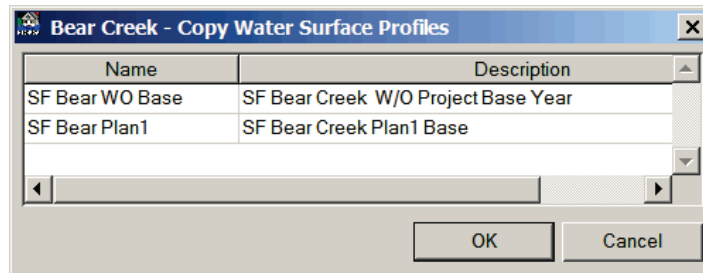 Bear Creek - Copy Water Surface Profiles
Name Description
SF Bear WO Base SF Bear Creek W/O Project Base Year
SF Bear Plan1 SF Bear Creek Plan1 Base
OK Cancel